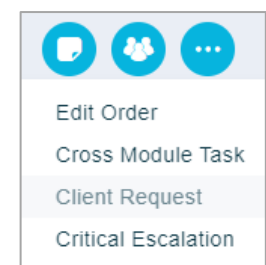 Edit Order
Cross Module Task
Client Request
Critical Escalation